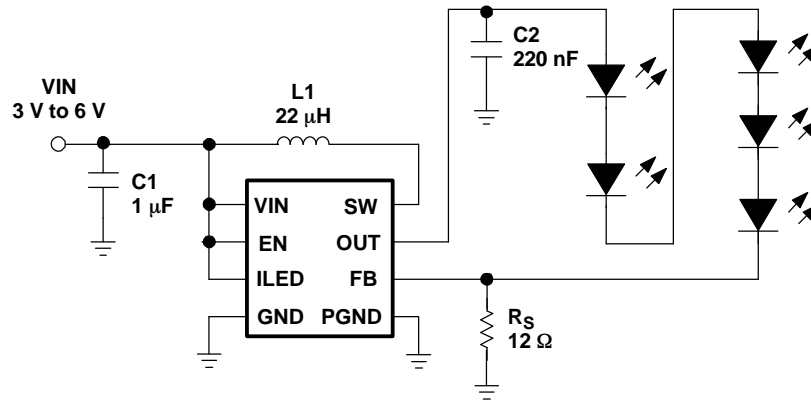 C2
220 nF
VIN
3 V to 6 V
L1
22 μH
C1
1 μF
VIN SW
EN OUT
ILED FB
GND PGND
RS
12 Ω